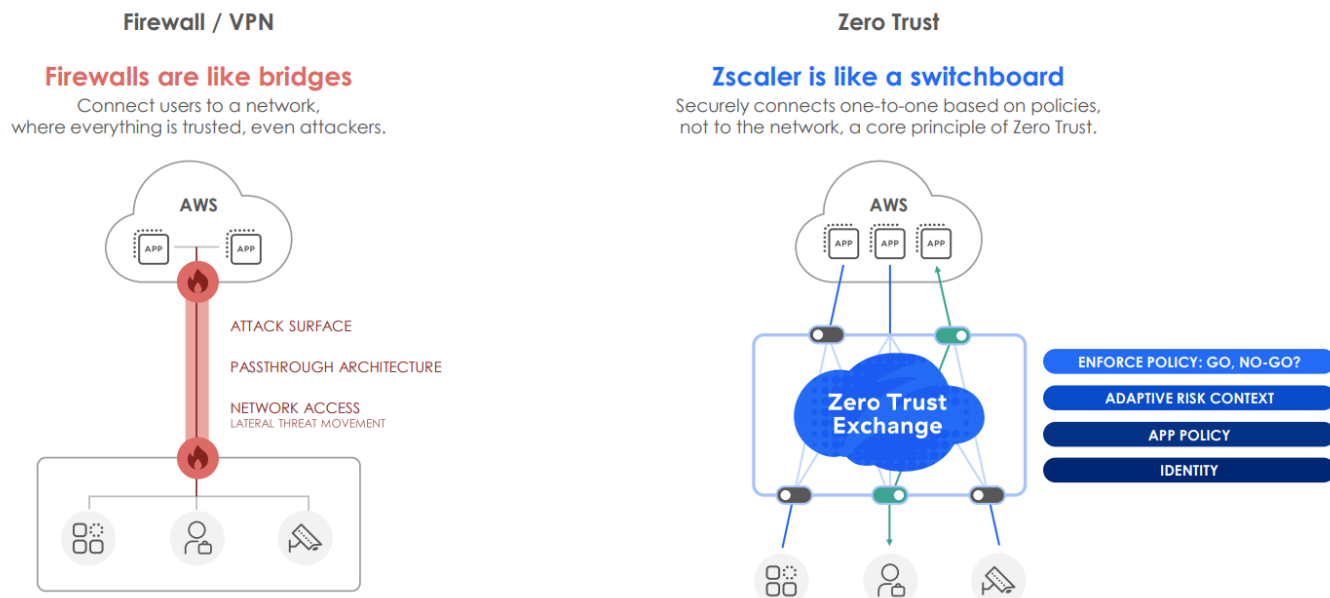 Firewall / VPN
Firewalls are like bridges
Connect users to a network,
where everything is trusted, even attackers.
AWS
APP
APP
ATTACK SURFACE
PASSTHROUGH ARCHITECTURE
NETWORK ACCESS
LATERAL THREAT MOVEMENT
Zero Trust
Zscaler is like a switchboard
Securely connects one-to-one based on policies,
not to the network, a core principle of Zero Trust.
AWS
APP
APP
APP
Zero Trust
Exchange
ENFORCE POLICY: GO, NO-GO?
ADAPTIVE RISK CONTEXT
APP POLICY
IDENTITY